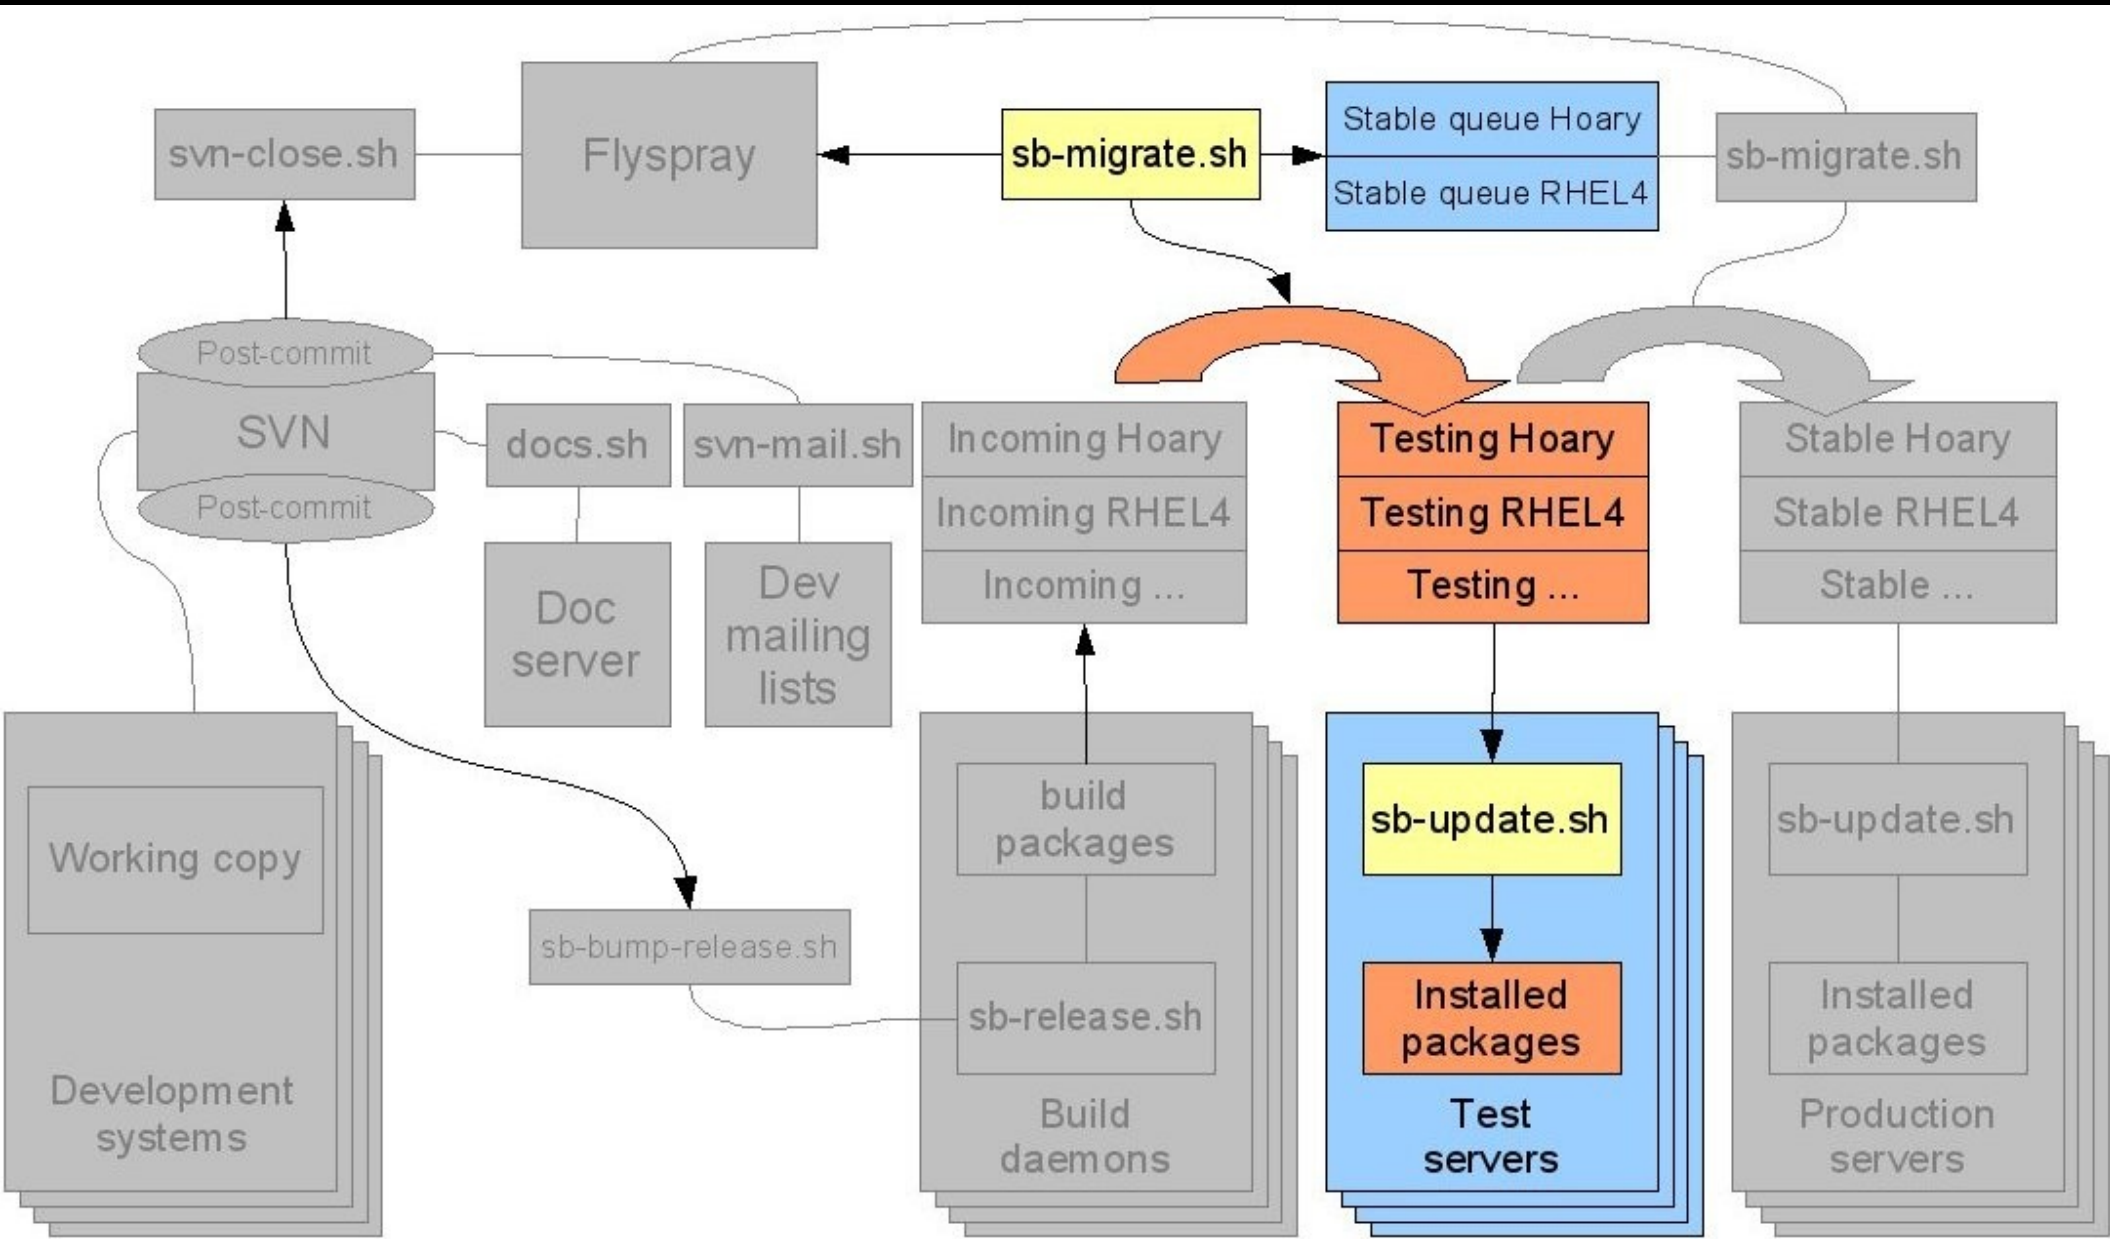 Flyspray
svn-close.sh
sb-migrate.sh
Stable queue Hoary
Stable queue RHEL4
sb-migrate.sh
Post-commit
SVN
Post-commit
docs.sh
svn-mail.sh
Doc
server
Dev
mailing
lists
Incoming Hoary
Incoming RHEL4
Incoming ...
Testing Hoary
Testing RHEL4
Testing ...
Stable Hoary
Stable RHEL4
Stable ...
Working copy
Development
systems
sb-bump-release.sh
build
packages
sb-release.sh
Build
daemons
sb-update.sh
Installed
packages
Test
servers
sb-update.sh
Installed
packages
Production
servers